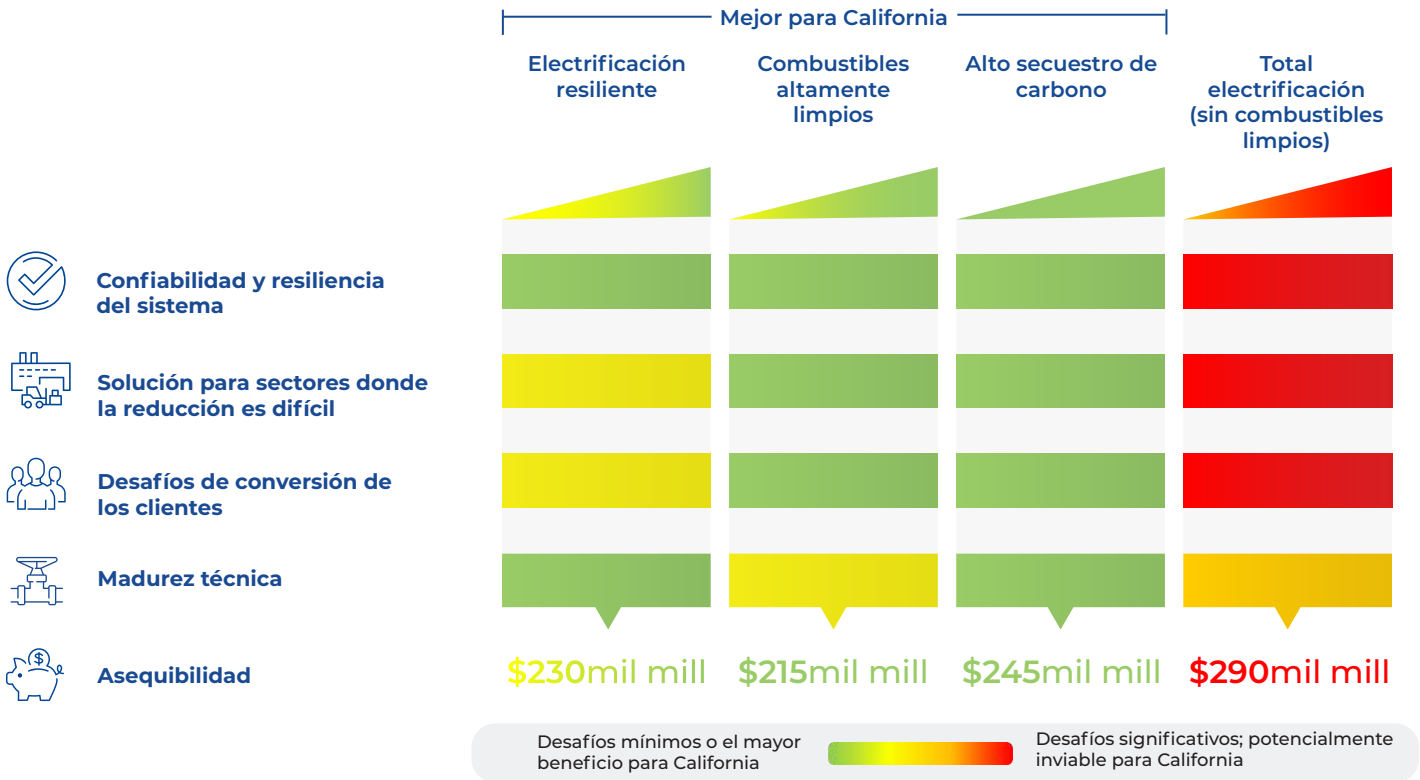 Mejor para California
Electrificación
resiliente
Combustibles
altamente
limpios
Alto secuestro de
carbono
Total
electrificación
(sin combustibles
limpios)
Confiabilidad y resiliencia
del sistema
Solución para sectores donde
la reducción es difícil
Desafíos de conversión de
los clientes
Madurez técnica
$
Asequibilidad
$230mil mill
$215mil mill
$245mil mill
$290mil mill
Desafíos mínimos o el mayor
beneficio para California
Desafíos significativos; potencialmente
inviable para California